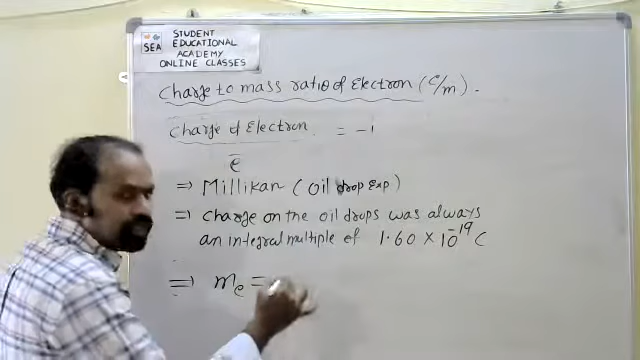 SEA
STUDENT
EDUCATIONAL
ACADEMY
ONLINE CLASSES
Charge to mass ratio of Electron (e/m).
Charge of Electron = -1
e̅
⇒ Millikan (Oil drop Exp)
⇒ Charge on the oil drops was always
an integral multiple of 1.60 × 10⁻¹⁹ C
⇒ mₑ =